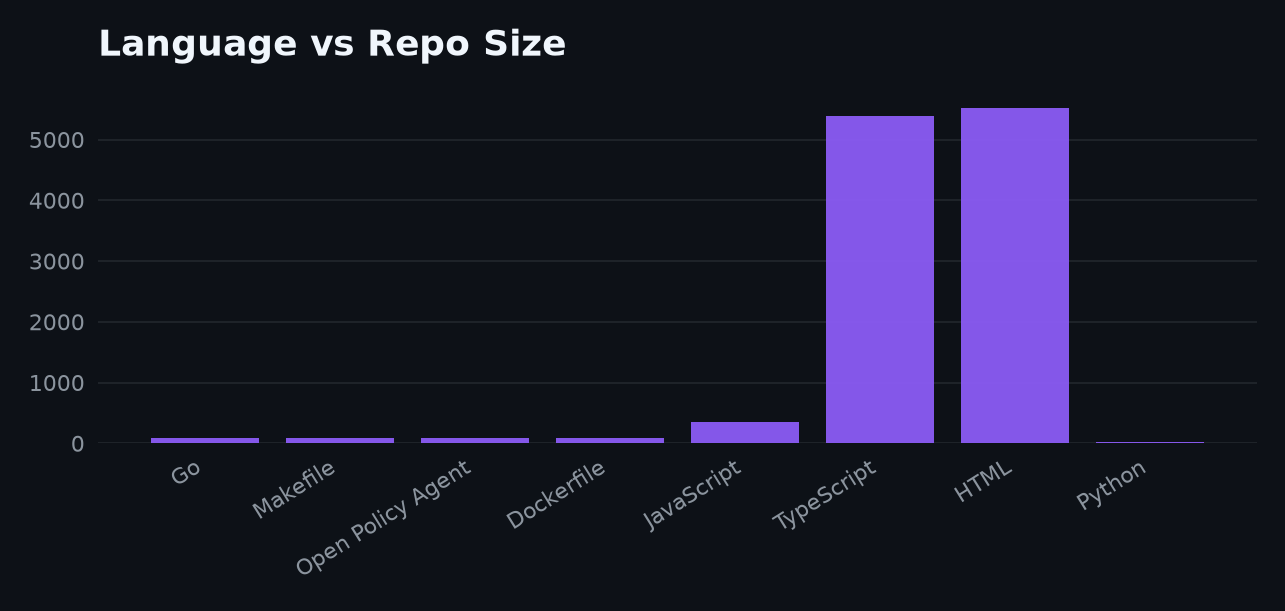 Language vs Repo Size
5000
4000
3000
2000
1000
0
Go
Makefile
Open Policy Agent
Dockerfile
JavaScript
TypeScript
HTML
Python